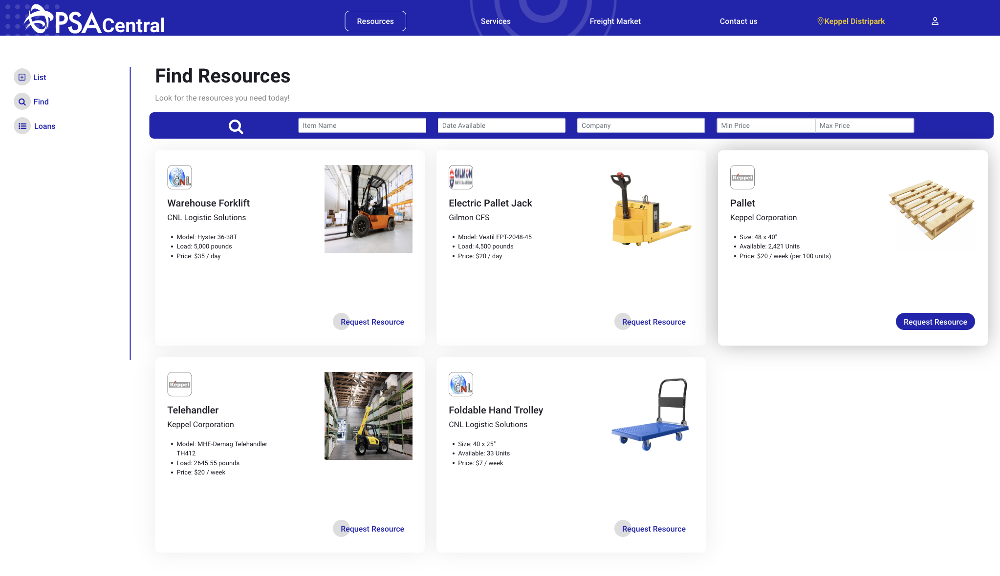 PSA Central
Resources
Services
Freight Market
Contact us
Keppel Distripark
List
Find
Loans
Find Resources
Look for the resources you need today!
Item Name
Date Available
Company
Min Price
Max Price
CNL
Warehouse Forklift
CNL Logistic Solutions
Model: Hyster 36-38T
Load: 5,000 pounds
Price: $35 / day
Request Resource
GILMON
Electric Pallet Jack
Gilmon CFS
Model: Vestil EPT-2048-45
Load: 4,500 pounds
Price: $20 / day
Request Resource
Keppel
Pallet
Keppel Corporation
Size: 48 x 40"
Available: 2,421 Units
Price: $20 / week (per 100 units)
Request Resource
Keppel
Telehandler
Keppel Corporation
Model: MHE-Demag Telehandler
TH412
Load: 2645.55 pounds
Price: $20 / week
Request Resource
CNL
Foldable Hand Trolley
CNL Logistic Solutions
Size: 40 x 25"
Available: 33 Units
Price: $7 / week
Request Resource